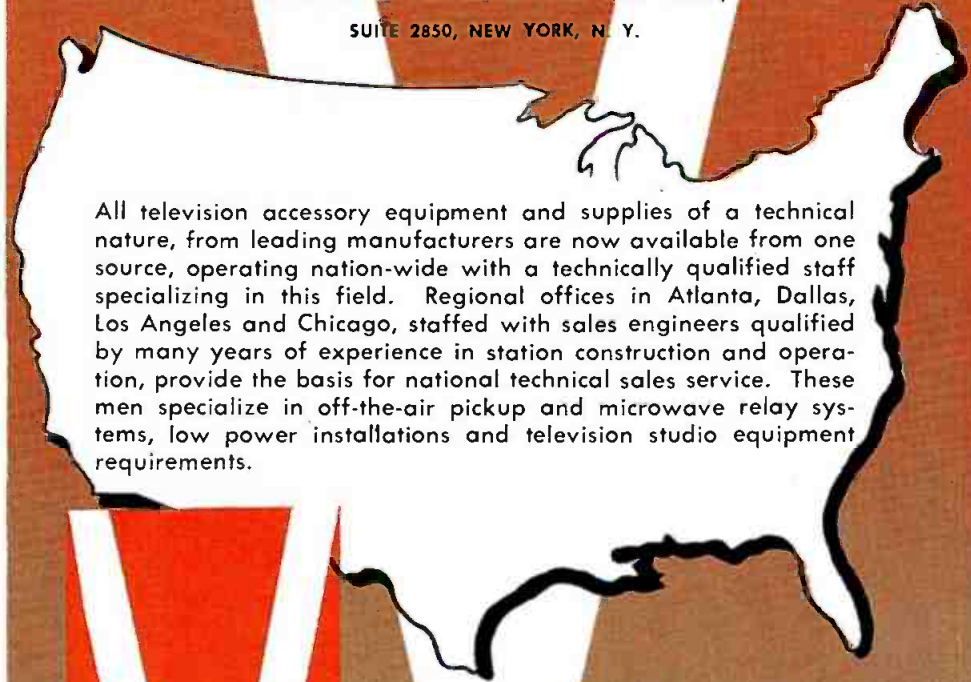 SUITE 2850, NEW YORK, N. Y.
All television accessory equipment and supplies of a technical
nature, from leading manufacturers are now available from one
source, operating nation-wide with a technically qualified staff
specializing in this field. Regional offices in Atlanta, Dallas,
Los Angeles and Chicago, staffed with sales engineers qualified
by many years of experience in station construction and opera-
tion, provide the basis for national technical sales service. These
men specialize in off-the-air pickup and microwave relay sys-
tems, low power installations and television studio equipment
requirements.